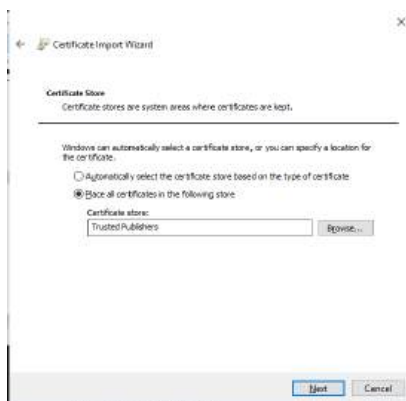 Certificate Import Wizard
Certificate Store
Certificate stores are system areas where certificates are kept.
Windows can automatically select a certificate store, or you can specify a location for
the certificate.
Automatically select the certificate store based on the type of certificate
Place all certificates in the following store
Certificate store:
Trusted Publishers
Browse...
Next
Cancel